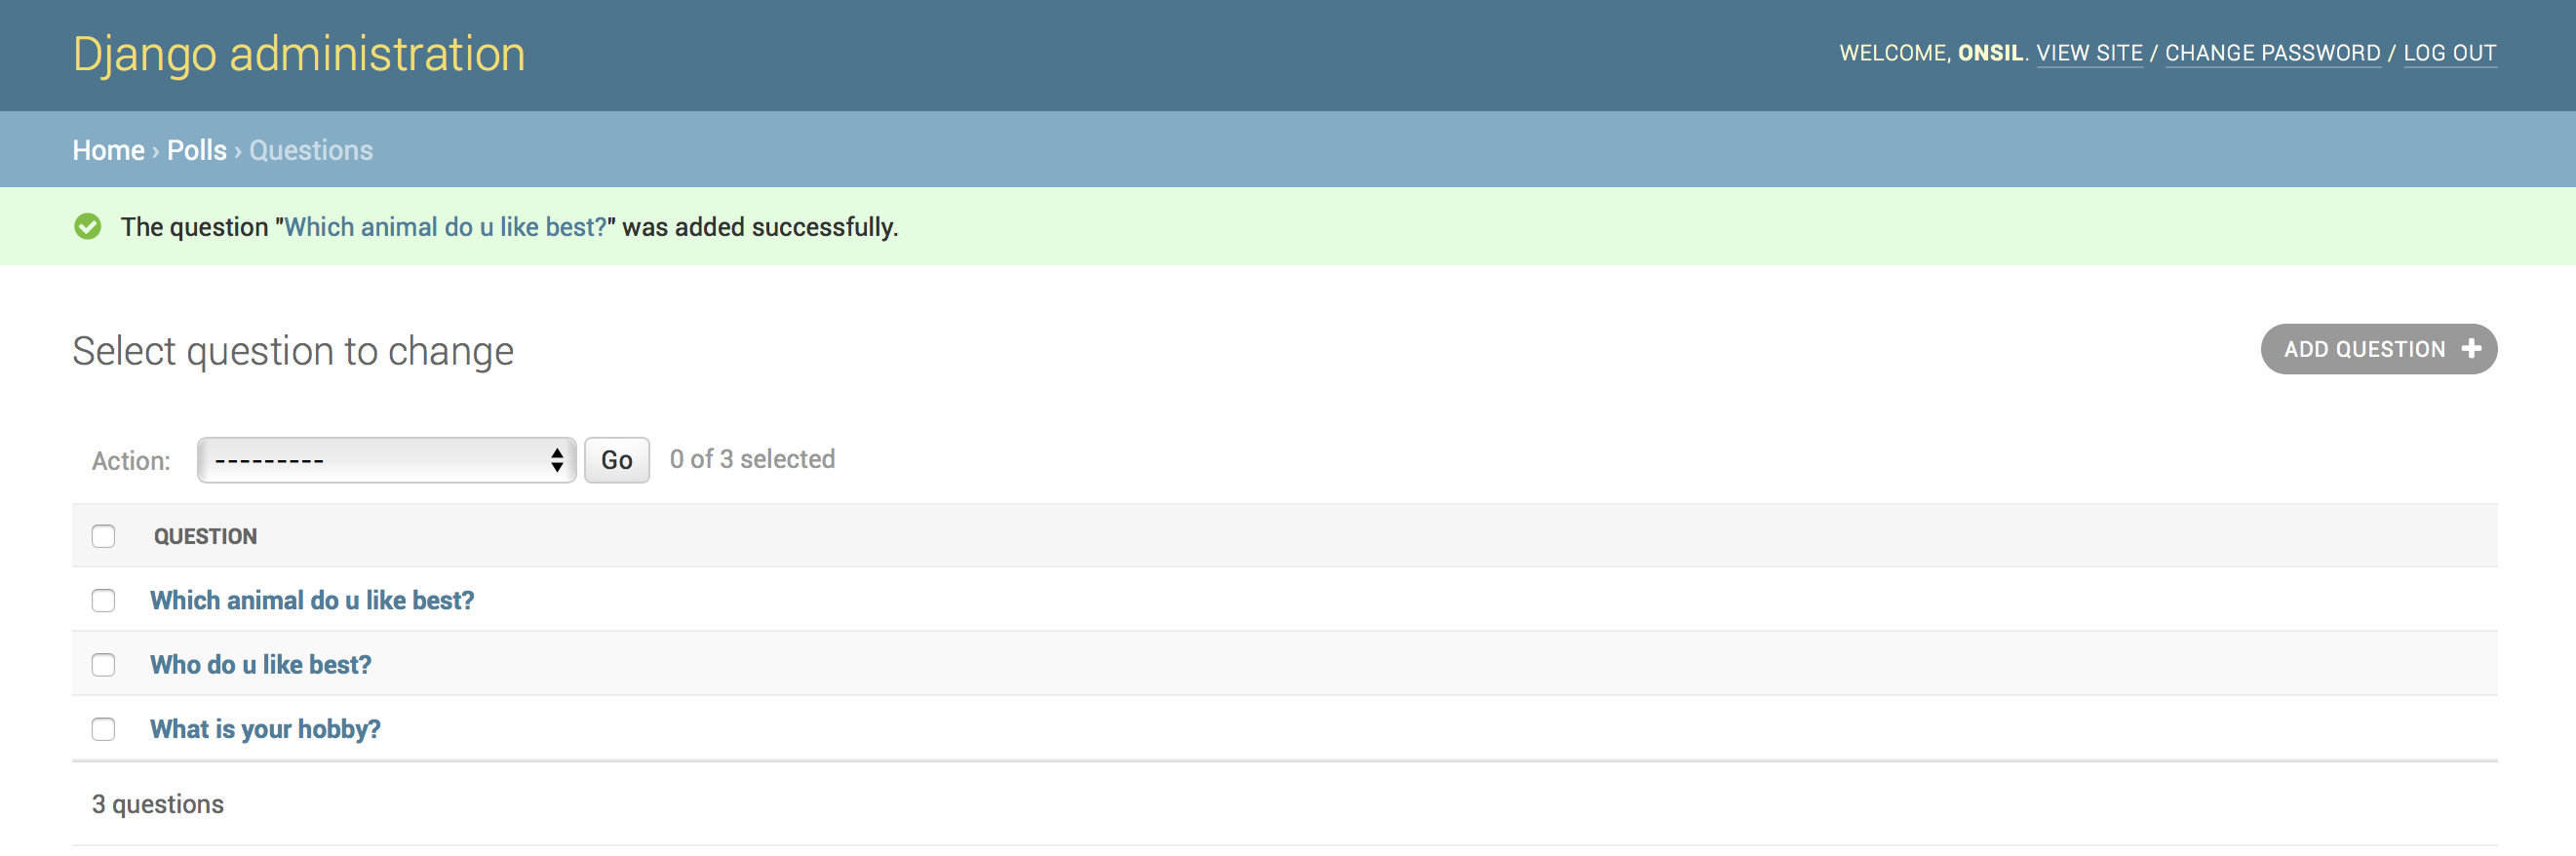 Django administration
WELCOME, ONSIL. VIEW SITE / CHANGE PASSWORD / LOG OUT
Home › Polls › Questions
The question "Which animal do u like best?" was added successfully.
Select question to change
ADD QUESTION +
Action: --------- Go 0 of 3 selected
QUESTION
Which animal do u like best?
Who do u like best?
What is your hobby?
3 questions